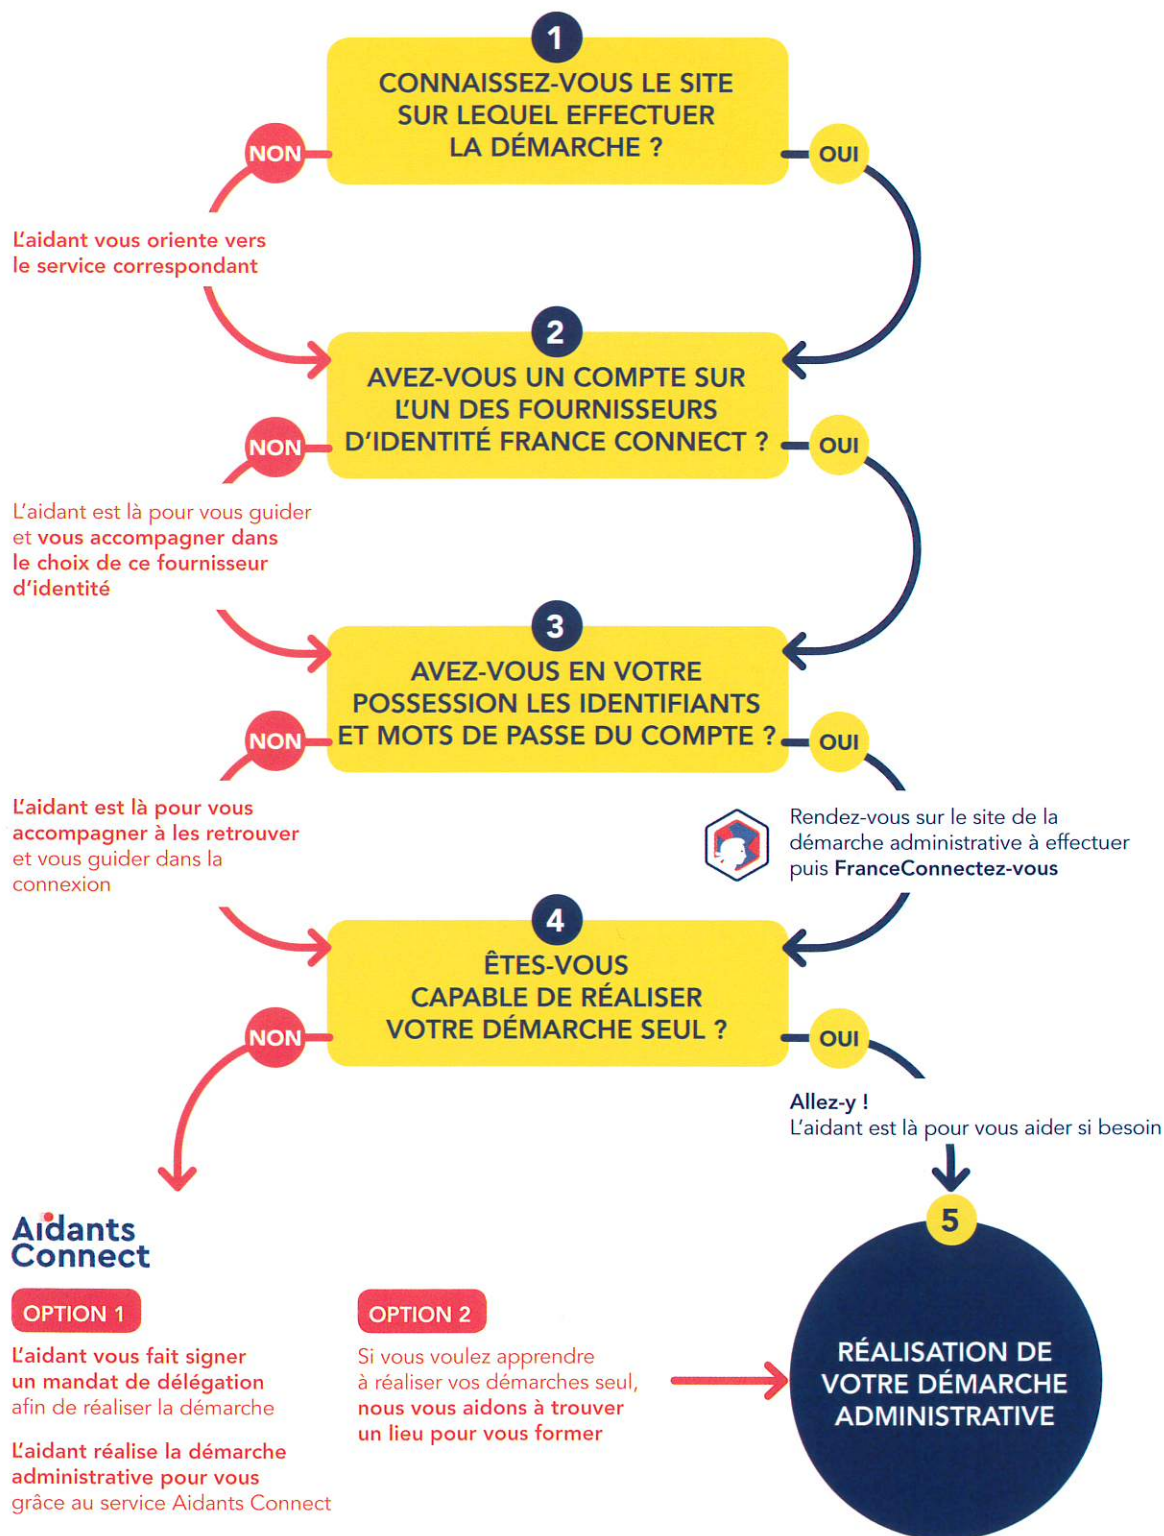 1
CONNAISSEZ-VOUS LE SITE
SUR LEQUEL EFFECTUER
LA DÉMARCHE ?
NON
OUI
L'aidant vous oriente vers
le service correspondant
2
AVEZ-VOUS UN COMPTE SUR
L'UN DES FOURNISSEURS
D'IDENTITÉ FRANCE CONNECT ?
NON
OUI
L'aidant est là pour vous guider
et vous accompagner dans
le choix de ce fournisseur
d'identité
3
AVEZ-VOUS EN VOTRE
POSSESSION LES IDENTIFIANTS
ET MOTS DE PASSE DU COMPTE ?
NON
OUI
L'aidant est là pour vous
accompagner à les retrouver
et vous guider dans la
connexion
Rendez-vous sur le site de la
démarche administrative à effectuer
puis FranceConnectez-vous
4
ÊTES-VOUS
CAPABLE DE RÉALISER
VOTRE DÉMARCHE SEUL ?
NON
OUI
Allez-y !
L'aidant est là pour vous aider si besoin
Aidants
Connect
OPTION 1
L'aidant vous fait signer
un mandat de délégation
afin de réaliser la démarche
L'aidant réalise la démarche
administrative pour vous
grâce au service Aidants Connect
OPTION 2
Si vous voulez apprendre
à réaliser vos démarches seul,
nous vous aidons à trouver
un lieu pour vous former
5
RÉALISATION DE
VOTRE DÉMARCHE
ADMINISTRATIVE